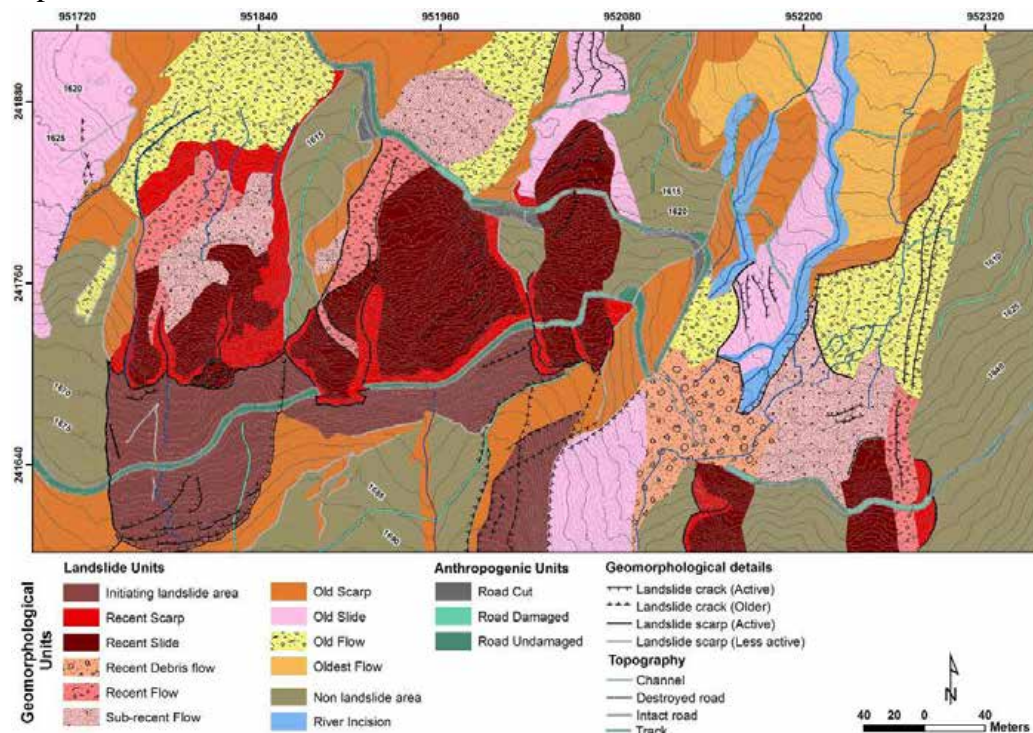 951720 951840 951960 952080 952200 952320
241880
241760
241640
1620
1625
1615
1615
1620
1610
1625
1640
1670
1675
1685
1690
Geomorphological Units
Landslide Units
Initiating landslide area
Recent Scarp
Recent Slide
Recent Debris flow
Recent Flow
Sub-recent Flow
Old Scarp
Old Slide
Old Flow
Oldest Flow
Non landslide area
River Incision
Anthropogenic Units
Road Cut
Road Damaged
Road Undamaged
Geomorphological details
Landslide crack (Active)
Landslide crack (Older)
Landslide scarp (Active)
Landslide scarp (Less active)
Topography
Channel
Destroyed road
Intact road
Track
N
40 20 0 40
Meters